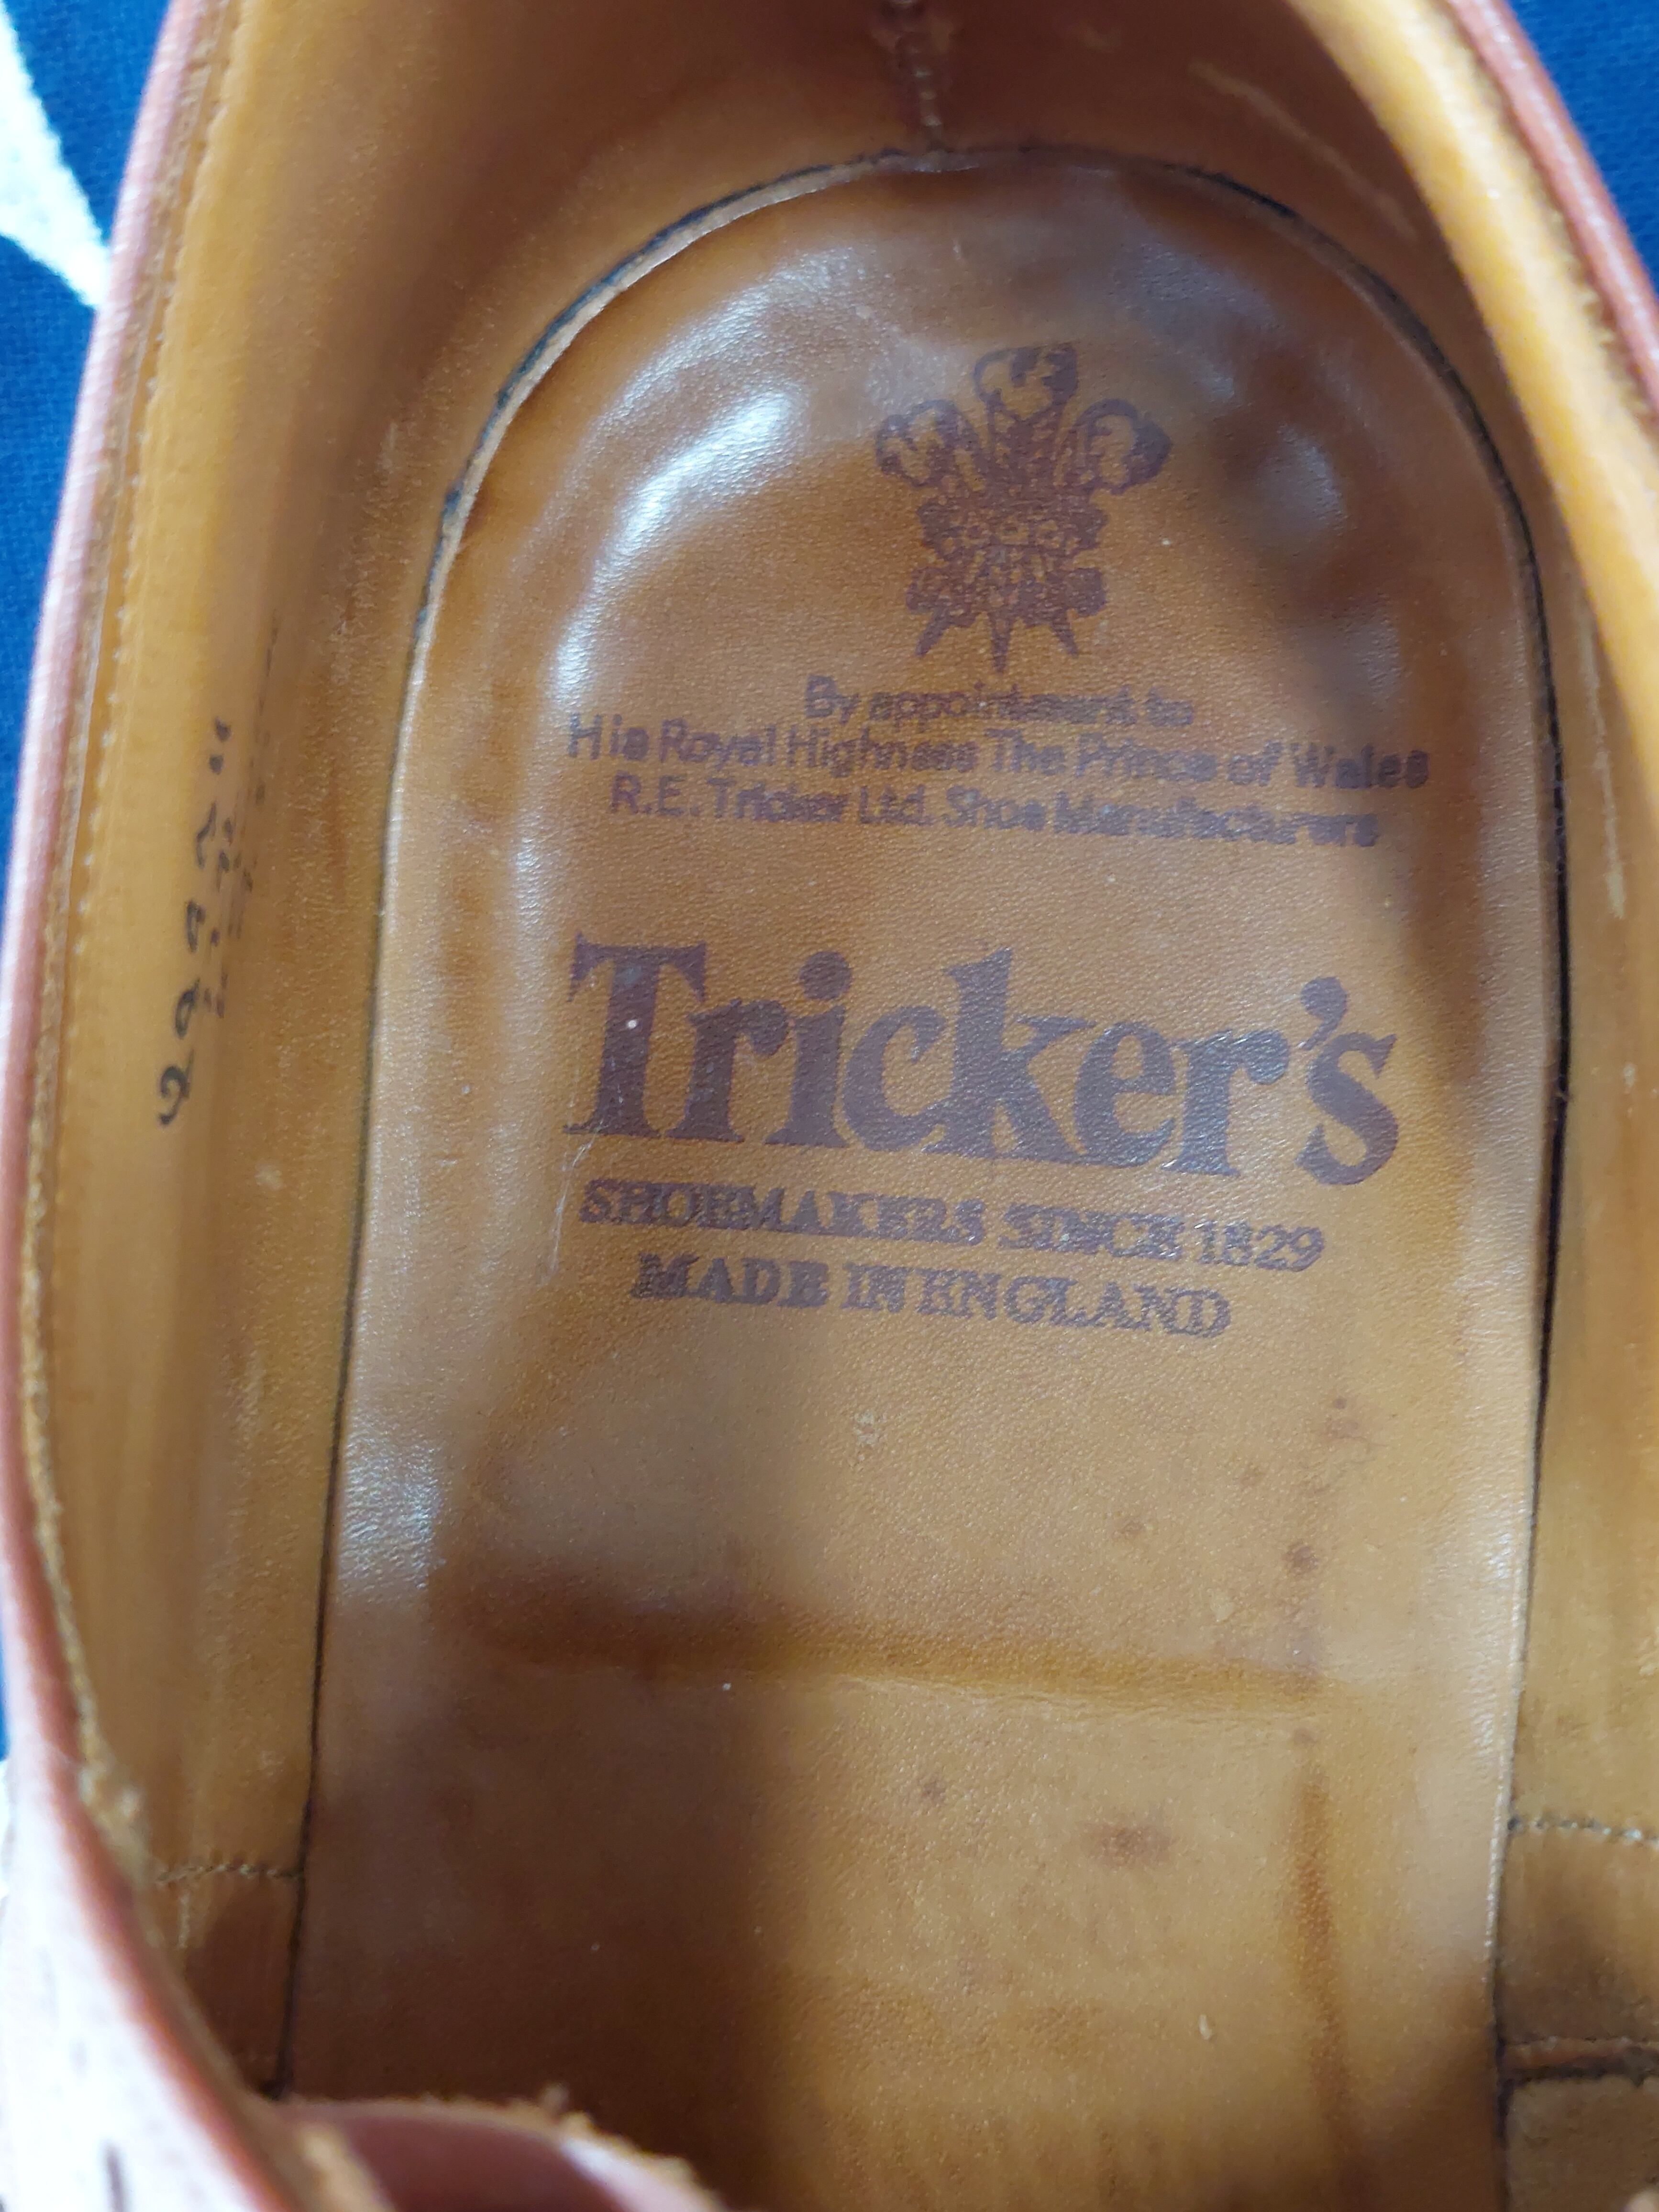 By appointment to
His Royal Highness The Prince of Wales
R.E. Tricker Ltd. Shoe Manufacturers
Tricker's
SHOEMAKERS SINCE 1829
MADE IN ENGLAND